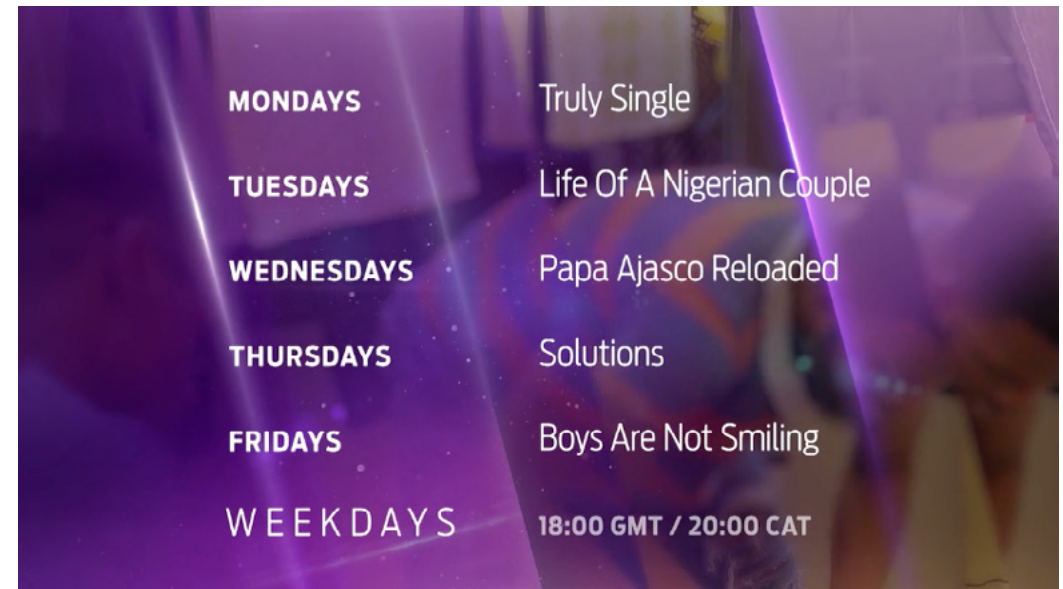 MONDAYS Truly Single
TUESDAYS Life Of A Nigerian Couple
WEDNESDAYS Papa Ajasco Reloaded
THURSDAYS Solutions
FRIDAYS Boys Are Not Smiling
WEEKDAYS 18:00 GMT / 20:00 CAT